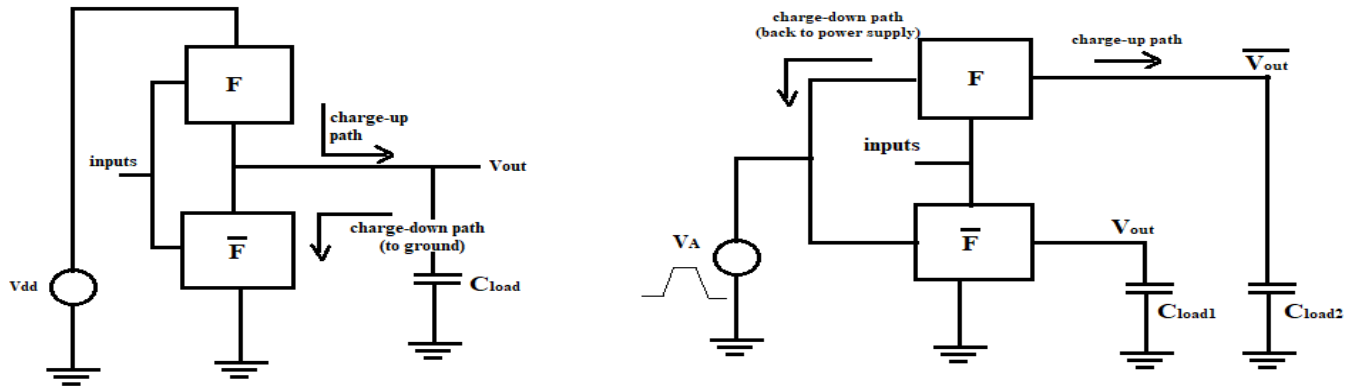 F
charge-up
path
inputs
Vout
F̅
charge-down path
(to ground)
Vdd
Cload
charge-down path
(back to power supply)
charge-up path
V̅o̅u̅t̅
F
inputs
F̅
Vout
VA
Cload1
Cload2